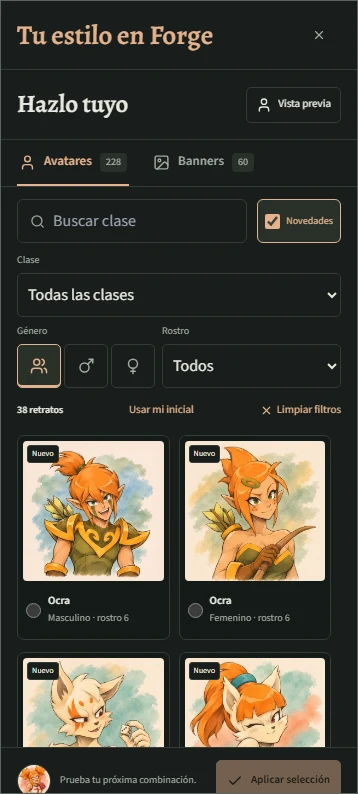 Tu estilo en Forge
Hazlo tuyo
Vista previa
Avatares 228
Banners 60
Buscar clase
Novedades
Clase
Todas las clases
Género
Rostro
Todos
38 retratos
Usar mi inicial
Limpiar filtros
Nuevo
Nuevo
Ocra
Masculino · rostro 6
Ocra
Femenino · rostro 6
Nuevo
Nuevo
Prueba tu próxima combinación.
Aplicar selección